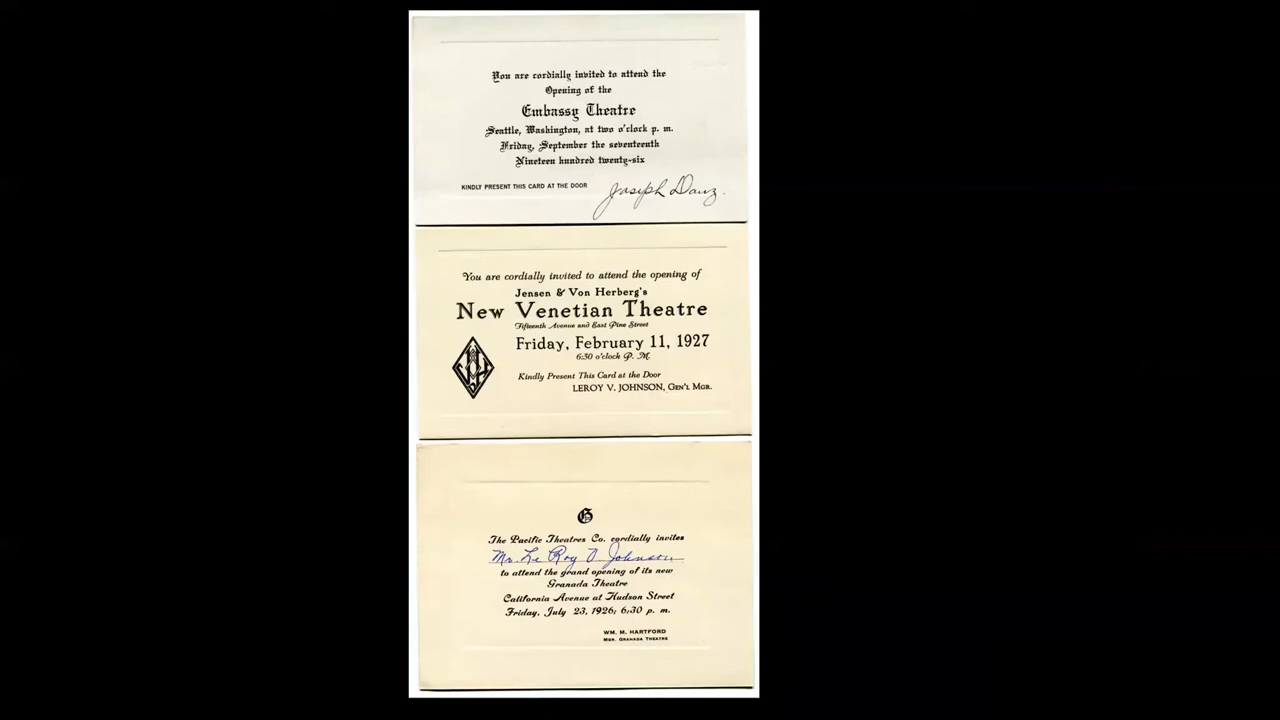 You are cordially invited to attend the
Opening of the
Embassy Theatre
Seattle, Washington, at two o'clock p. m.
Friday, September the seventeenth
Nineteen hundred twenty-six
KINDLY PRESENT THIS CARD AT THE DOOR
Joseph Danz.
You are cordially invited to attend the opening of
Jensen & Von Herberg's
New Venetian Theatre
Fifteenth Avenue and East Pine Street
Friday, February 11, 1927
6:30 o'clock P. M.
Kindly Present This Card at the Door
LEROY V. JOHNSON, GEN'L MGR.
G
The Pacific Theatres Co. cordially invites
Mr. Le Roy V Johnson
to attend the grand opening of its new
Granada Theatre
California Avenue at Hudson Street
Friday, July 23, 1926; 6:30 p. m.
WM. M. HARTFORD
MGR. GRANADA THEATRE